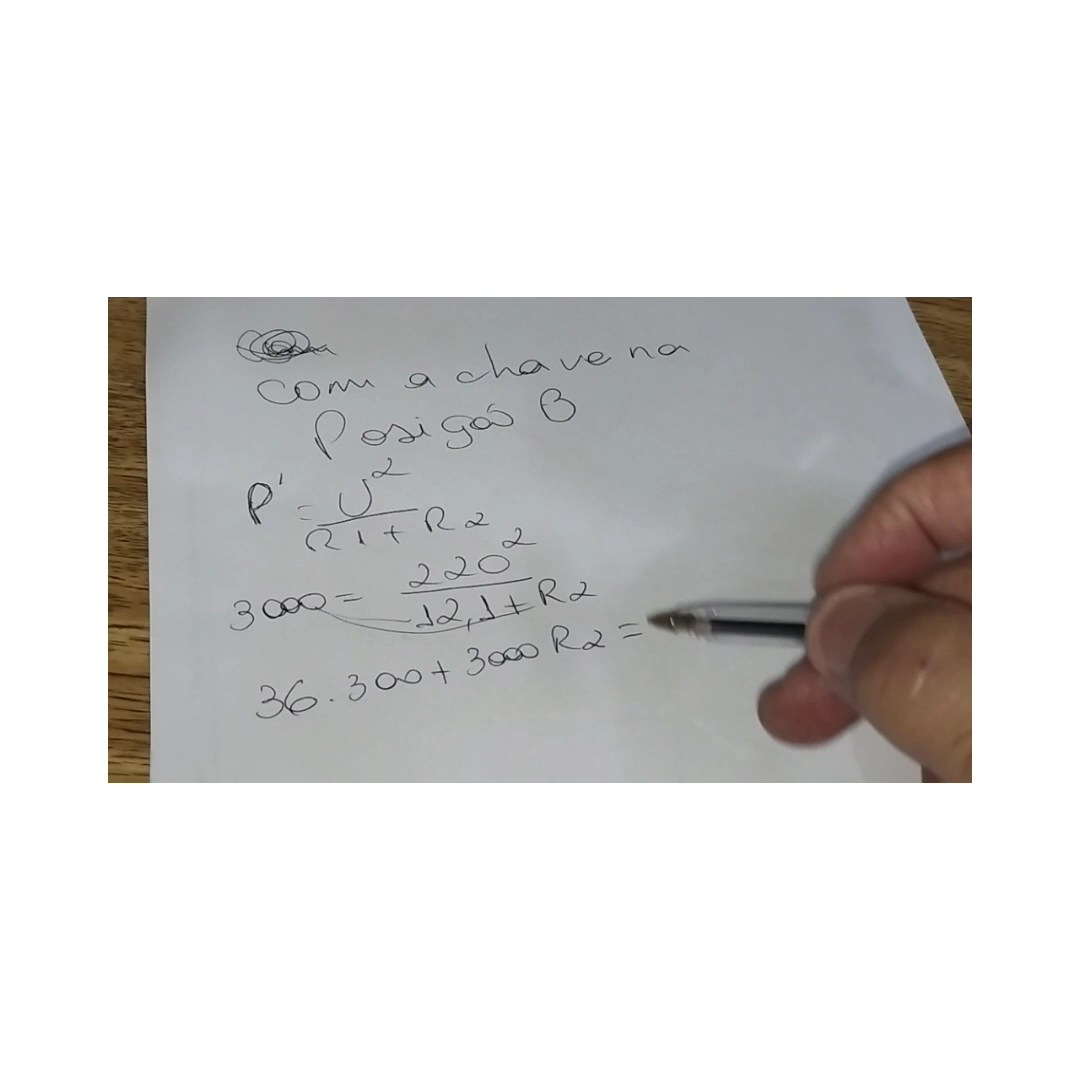 com a chave na
Posição B
P' = U²
R1 + R2
3000 = 220²
12,1 + R2
36.300 + 3000 R2 =